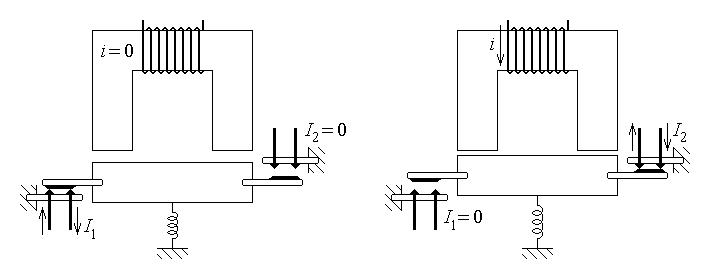 i = 0
I₂ = 0
I₁
i
I₂
I₁ = 0